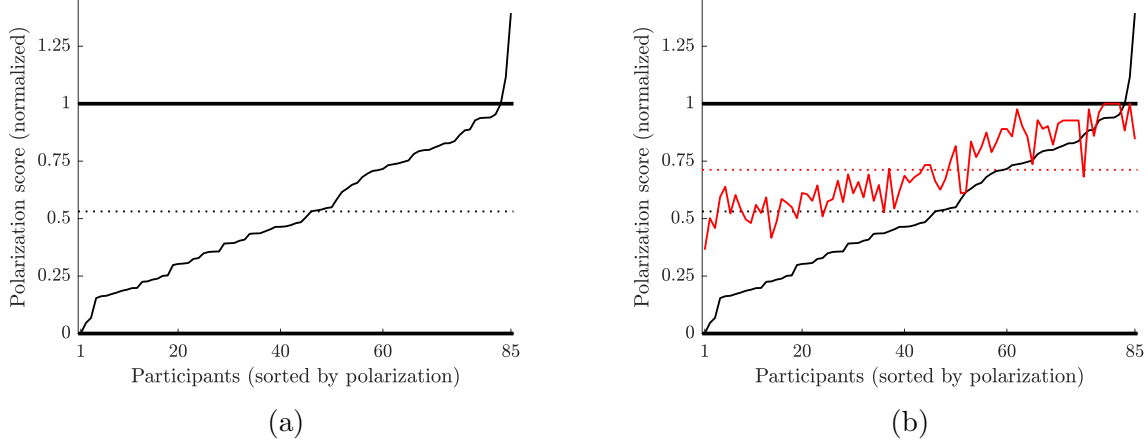 1.25
1
0.75
0.5
0.25
0
Polarization score (normalized)
1 20 40 60 85
Participants (sorted by polarization)
(a)
1.25
1
0.75
0.5
0.25
0
Polarization score (normalized)
1 20 40 60 85
Participants (sorted by polarization)
(b)